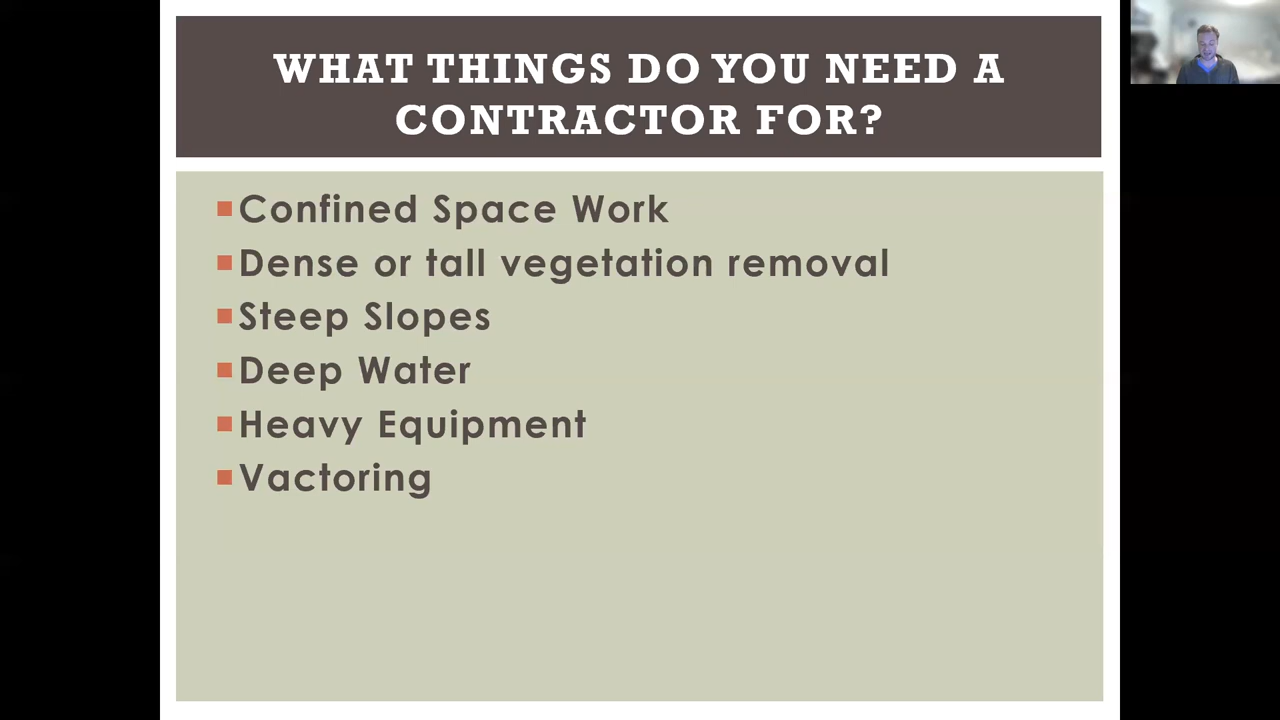 WHAT THINGS DO YOU NEED A
CONTRACTOR FOR?
Confined Space Work
Dense or tall vegetation removal
Steep Slopes
Deep Water
Heavy Equipment
Vactoring